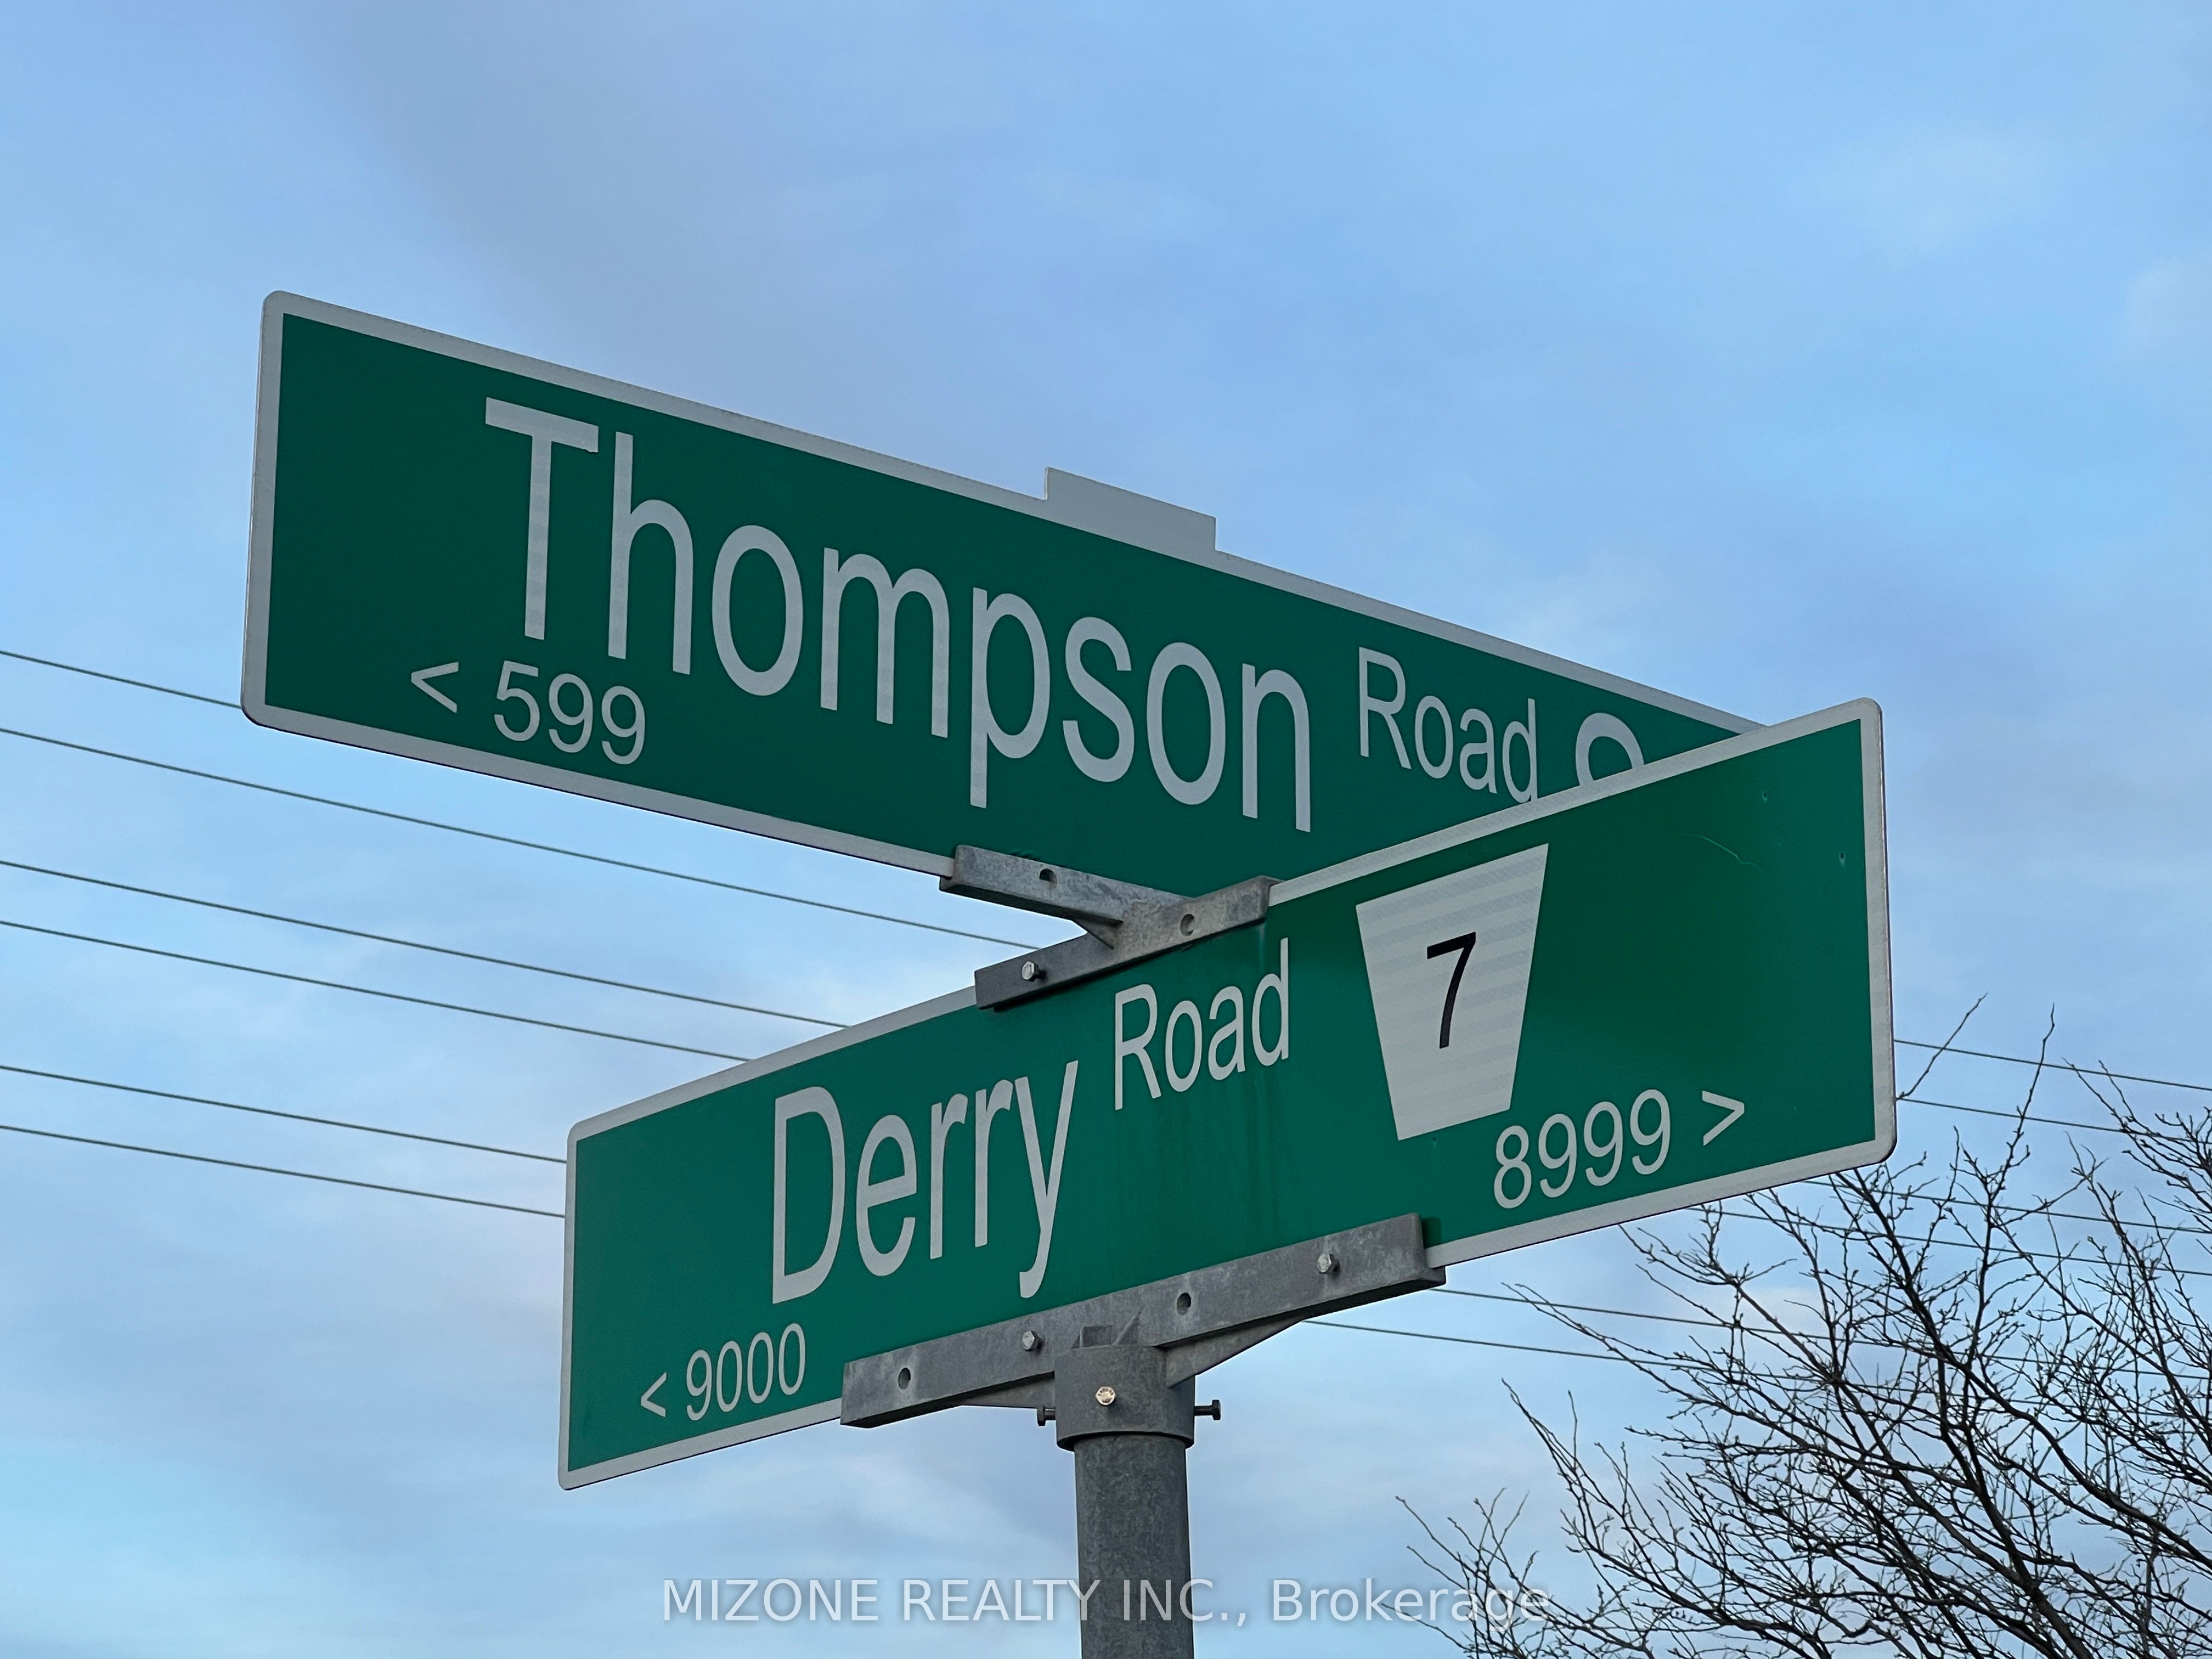 Thompson Road
< 599
Derry Road 7
< 9000 8999 >
MIZONE REALTY INC., Brokerage